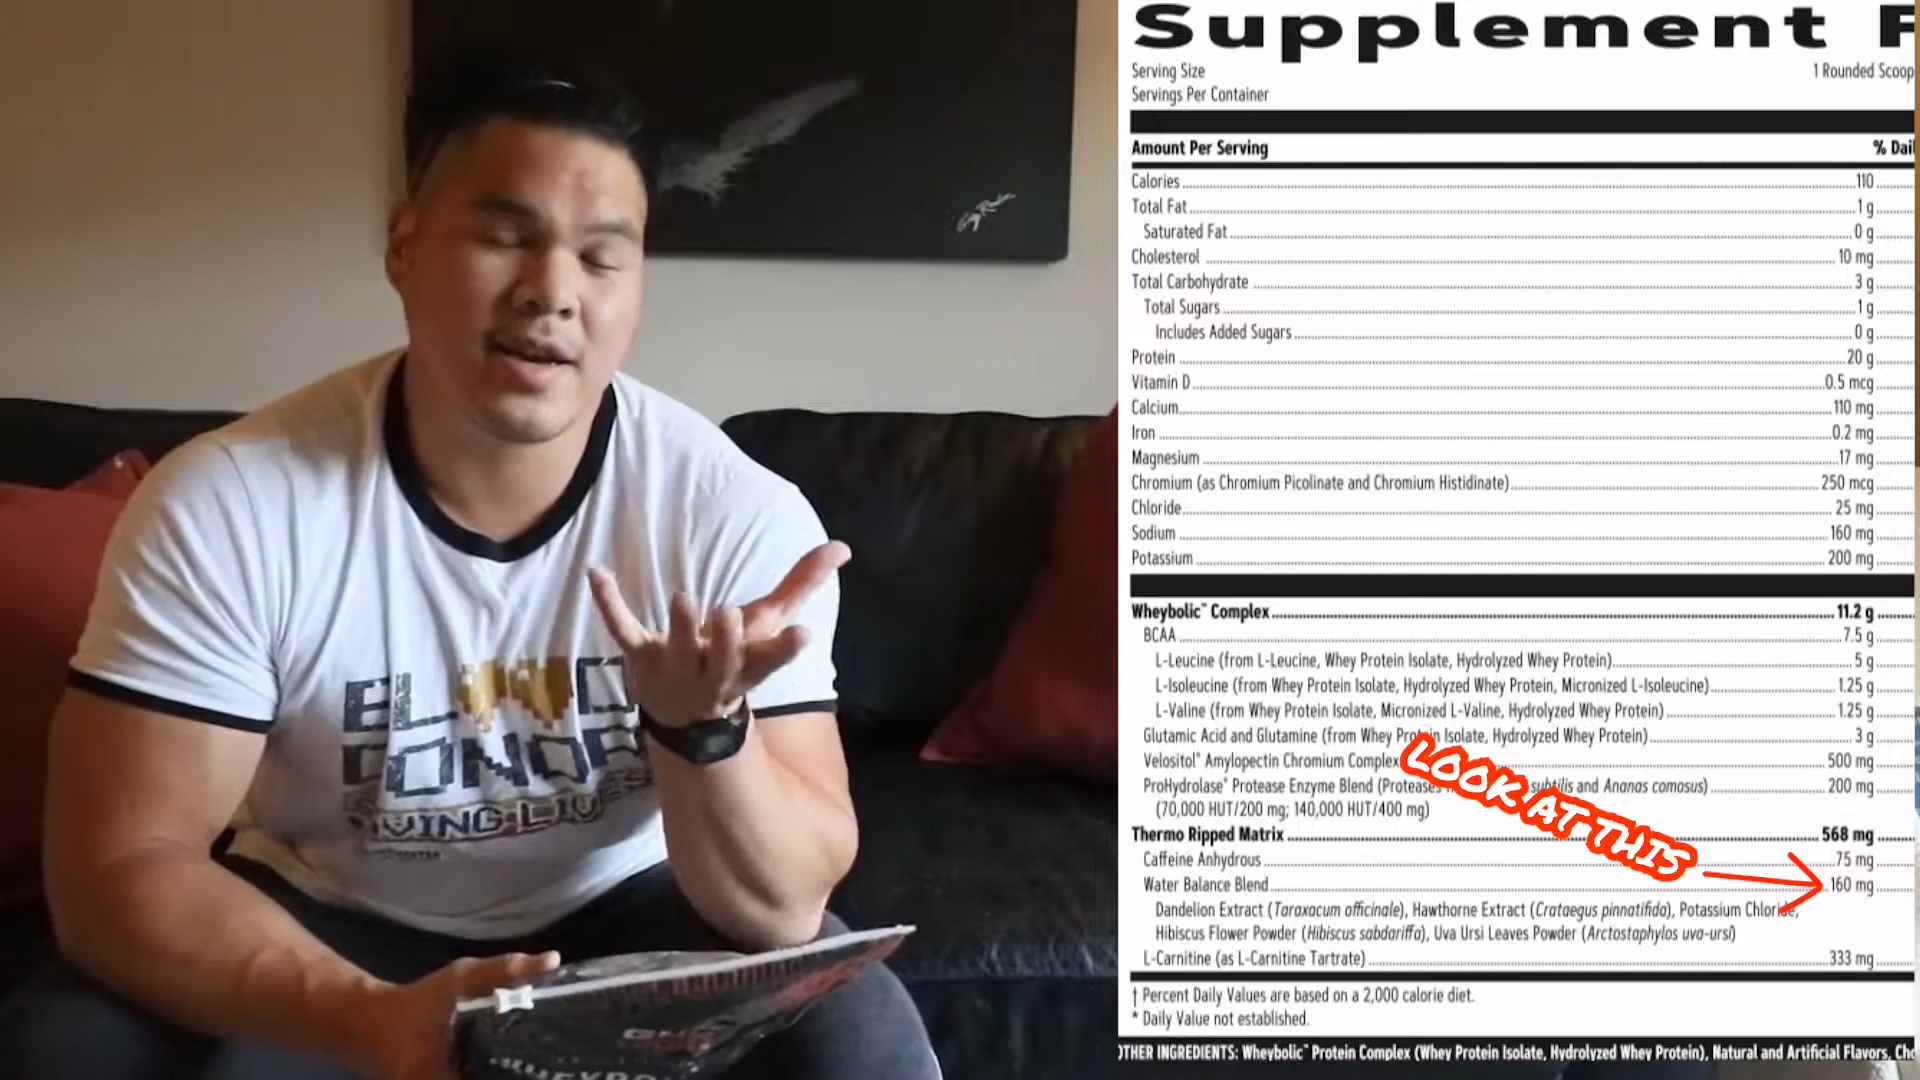 Supplement F
Serving Size 1 Rounded Scoop
Servings Per Container
Amount Per Serving % Dail
Calories 110
Total Fat 1 g
Saturated Fat 0 g
Cholesterol 10 mg
Total Carbohydrate 3 g
Total Sugars 1 g
Includes Added Sugars 0 g
Protein 20 g
Vitamin D 0.5 mcg
Calcium 110 mg
Iron 0.2 mg
Magnesium 17 mg
Chromium (as Chromium Picolinate and Chromium Histidinate) 250 mcg
Chloride 25 mg
Sodium 160 mg
Potassium 200 mg
Wheybolic™ Complex 11.2 g
BCAA 7.5 g
L-Leucine (from L-Leucine, Whey Protein Isolate, Hydrolyzed Whey Protein) 5 g
L-Isoleucine (from Whey Protein Isolate, Hydrolyzed Whey Protein, Micronized L-Isoleucine) 1.25 g
L-Valine (from Whey Protein Isolate, Micronized L-Valine, Hydrolyzed Whey Protein) 1.25 g
Glutamic Acid and Glutamine (from Whey Protein Isolate, Hydrolyzed Whey Protein) 3 g
Velositol® Amylopectin Chromium Complex 500 mg
ProHydrolase® Protease Enzyme Blend (Proteases subtilis and Ananas comosus) 200 mg
(70,000 HUT/200 mg; 140,000 HUT/400 mg)
Thermo Ripped Matrix 568 mg
Caffeine Anhydrous 75 mg
Water Balance Blend 160 mg
Dandelion Extract (Taraxacum officinale), Hawthorne Extract (Crataegus pinnatifida), Potassium Chloride,
Hibiscus Flower Powder (Hibiscus sabdariffa), Uva Ursi Leaves Powder (Arctostaphylos uva-ursi)
L-Carnitine (as L-Carnitine Tartrate) 333 mg
† Percent Daily Values are based on a 2,000 calorie diet.
* Daily Value not established.
OTHER INGREDIENTS: Wheybolic™ Protein Complex (Whey Protein Isolate, Hydrolyzed Whey Protein), Natural and Artificial Flavors, Cho
LOOK AT THIS
DONOR
LIVES
GNC